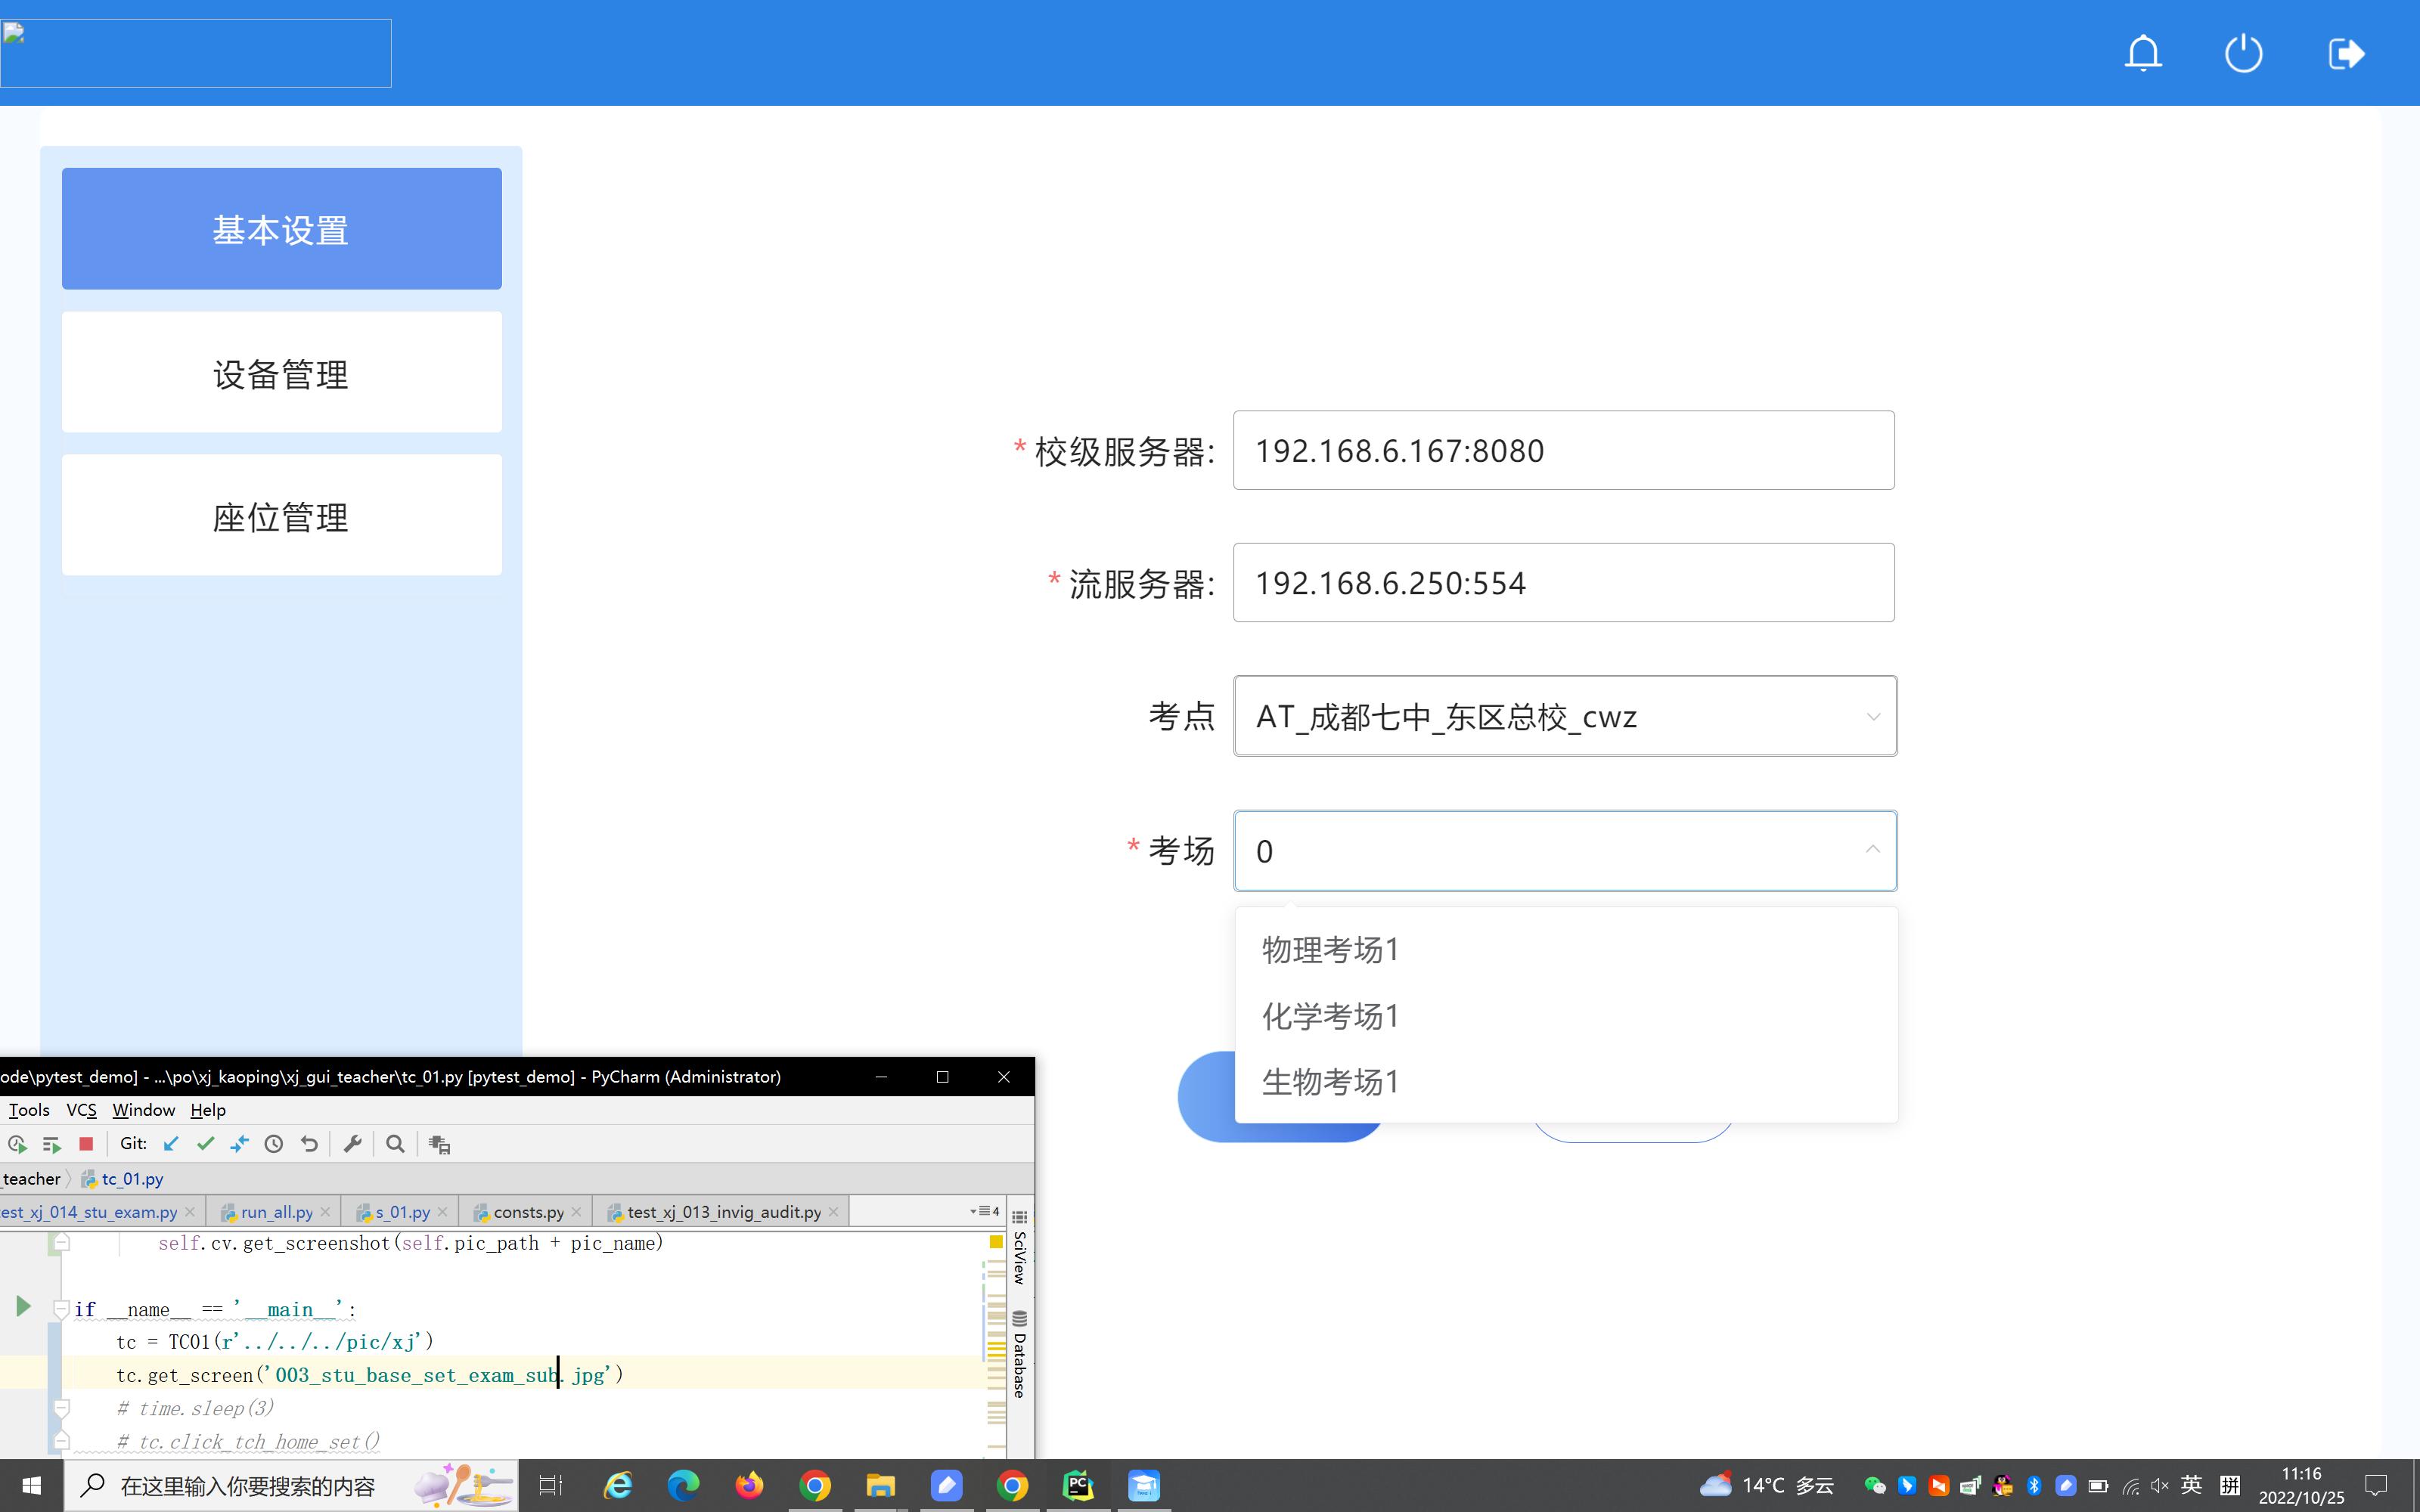 基本设置
设备管理
座位管理
* 校级服务器:
192.168.6.167:8080
* 流服务器:
192.168.6.250:554
考点
AT_成都七中_东区总校_cwz
* 考场
0
物理考场1
化学考场1
生物考场1
ode\pytest_demo] - ...\po\xj_kaoping\xj_gui_teacher\tc_01.py [pytest_demo] - PyCharm (Administrator)
Tools VCS Window Help
Git:
_teacher tc_01.py
test_xj_014_stu_exam.py run_all.py s_01.py consts.py test_xj_013_invig_audit.py 4
self.cv.get_screenshot(self.pic_path + pic_name)
if __name__ == '__main__':
tc = TC01(r'../../../pic/xj')
tc.get_screen('003_stu_base_set_exam_sub.jpg')
# time.sleep(3)
# tc.click_tch_home_set()
SciView
Database
在这里输入你要搜索的内容
PC
14°C 多云
英
拼
11:16
2022/10/25